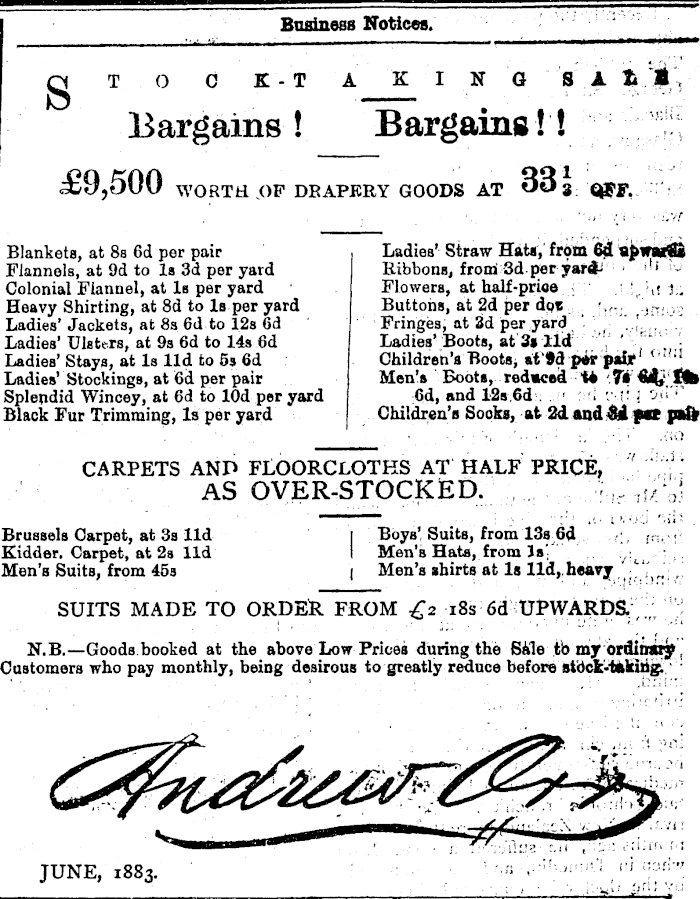 Business Notices.
STOCK-TAKING SALE
Bargains! Bargains!!
£9,500 WORTH OF DRAPERY GOODS AT 33⅓ OFF.
Blankets, at 8s 6d per pair
Flannels, at 9d to 1s 3d per yard
Colonial Flannel, at 1s per yard
Heavy Shirting, at 8d to 1s per yard
Ladies' Jackets, at 8s 6d to 12s 6d
Ladies' Ulsters, at 9s 6d to 14s 6d
Ladies' Stays, at 1s 11d to 5s 6d
Ladies' Stockings, at 6d per pair
Splendid Wincey, at 6d to 10d per yard
Black Fur Trimming, 1s per yard
Ladies' Straw Hats, from 6d upwards
Ribbons, from 3d per yard
Flowers, at half-price
Buttons, at 2d per doz
Fringes, at 3d per yard
Ladies' Boots, at 3s 11d
Children's Boots, at 9d per pair
Men's Boots, reduced to 7s 6d, 10s
6d, and 12s 6d
Children's Socks, at 2d and 3d per pair
CARPETS AND FLOORCLOTHS AT HALF PRICE,
AS OVER-STOCKED.
Brussels Carpet, at 3s 11d
Kidder. Carpet, at 2s 11d
Men's Suits, from 45s
Boys' Suits, from 13s 6d
Men's Hats, from 1s
Men's shirts at 1s 11d, heavy
SUITS MADE TO ORDER FROM £2 18s 6d UPWARDS.
N.B.—Goods booked at the above Low Prices during the Sale to my ordinary
Customers who pay monthly, being desirous to greatly reduce before stock-taking.
Andrew Orr
JUNE, 1883.